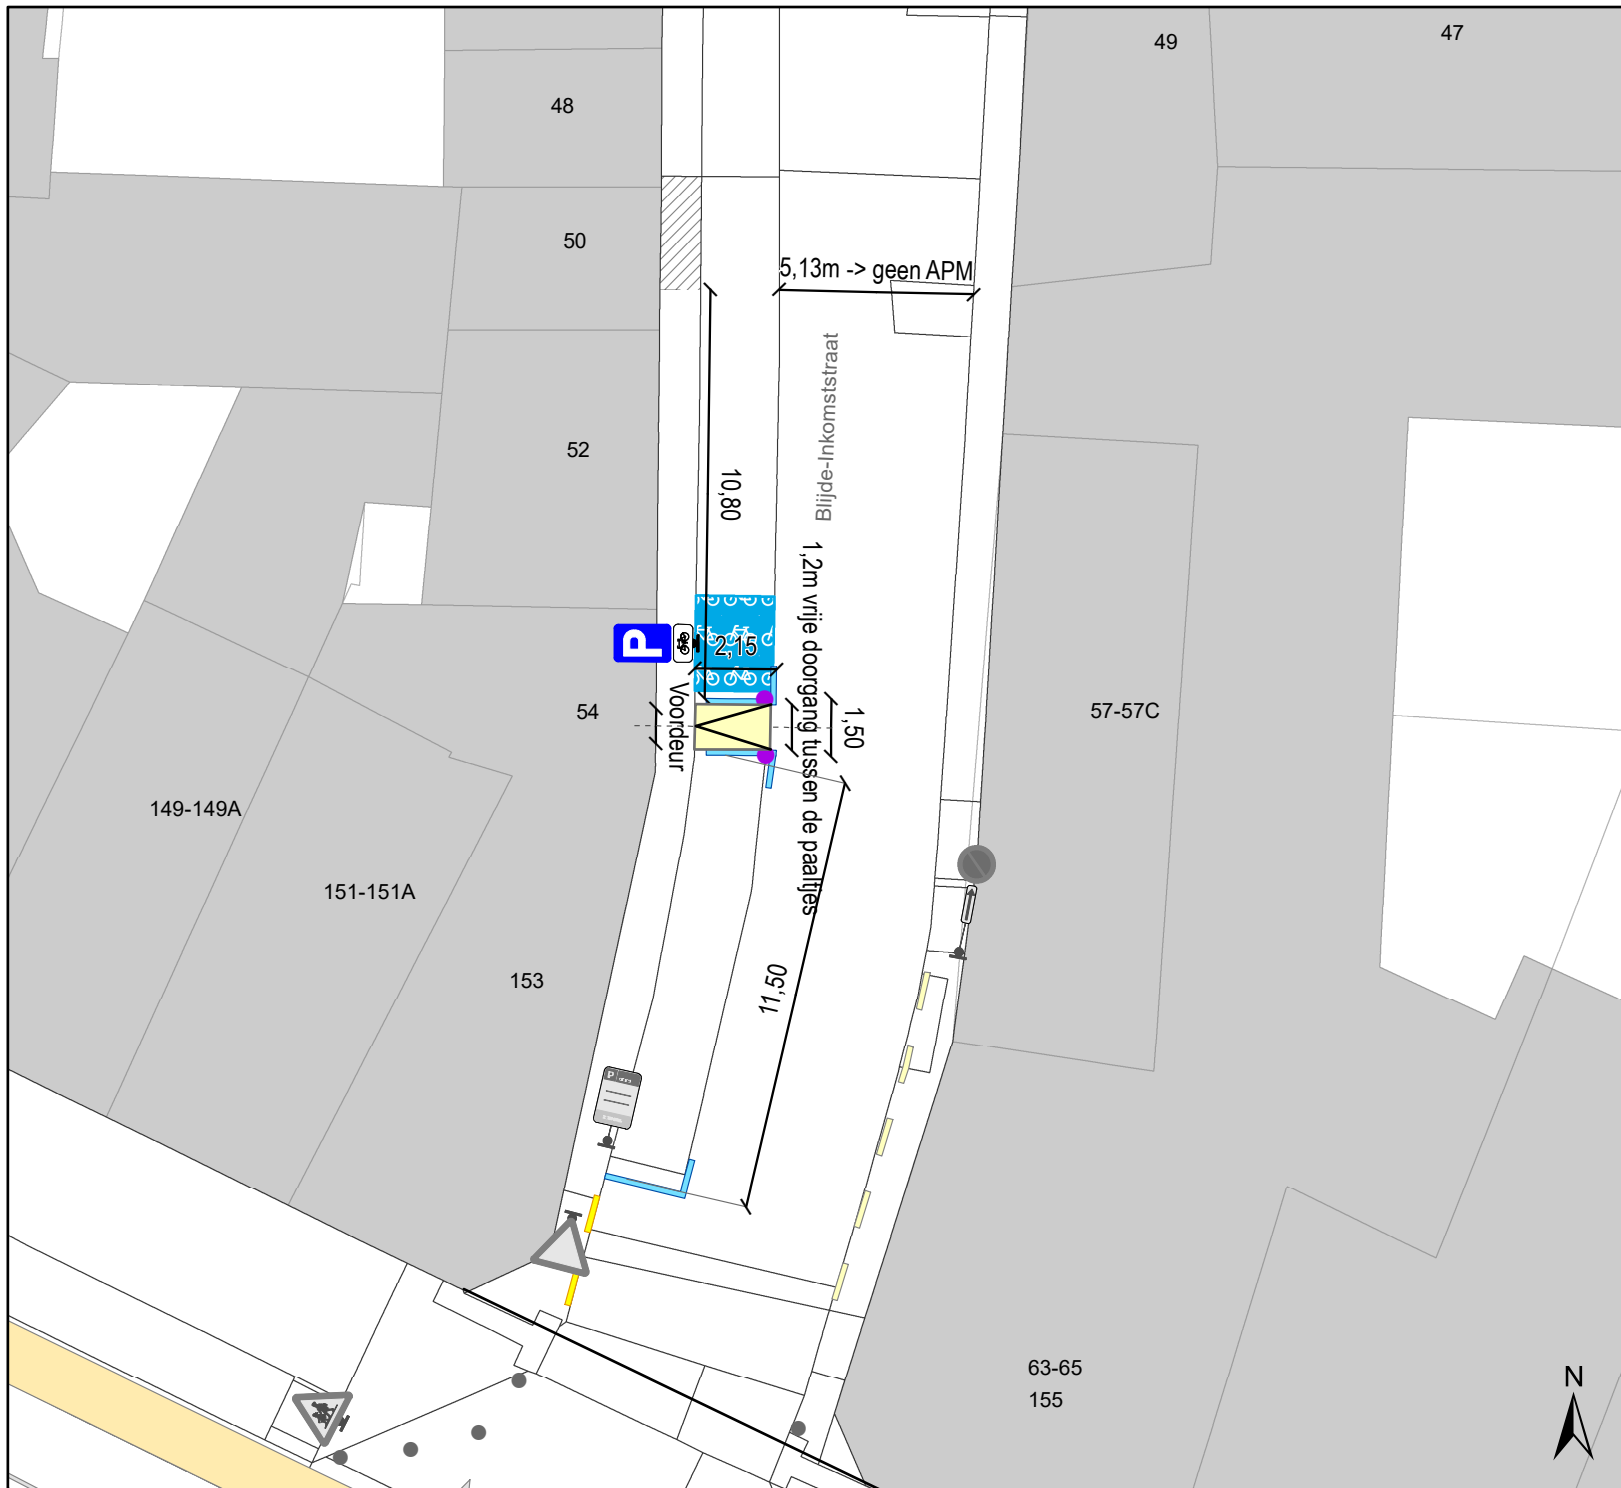 49
47
48
50
5,13m -> geen APM
Blijde-Inkomststraat
52
10,80
1,2m vrije doorgang tussen de paaltjes
P
2,15
Voordeur
54
1,50
57-57C
149-149A
151-151A
153
11,50
P
63-65
155
N